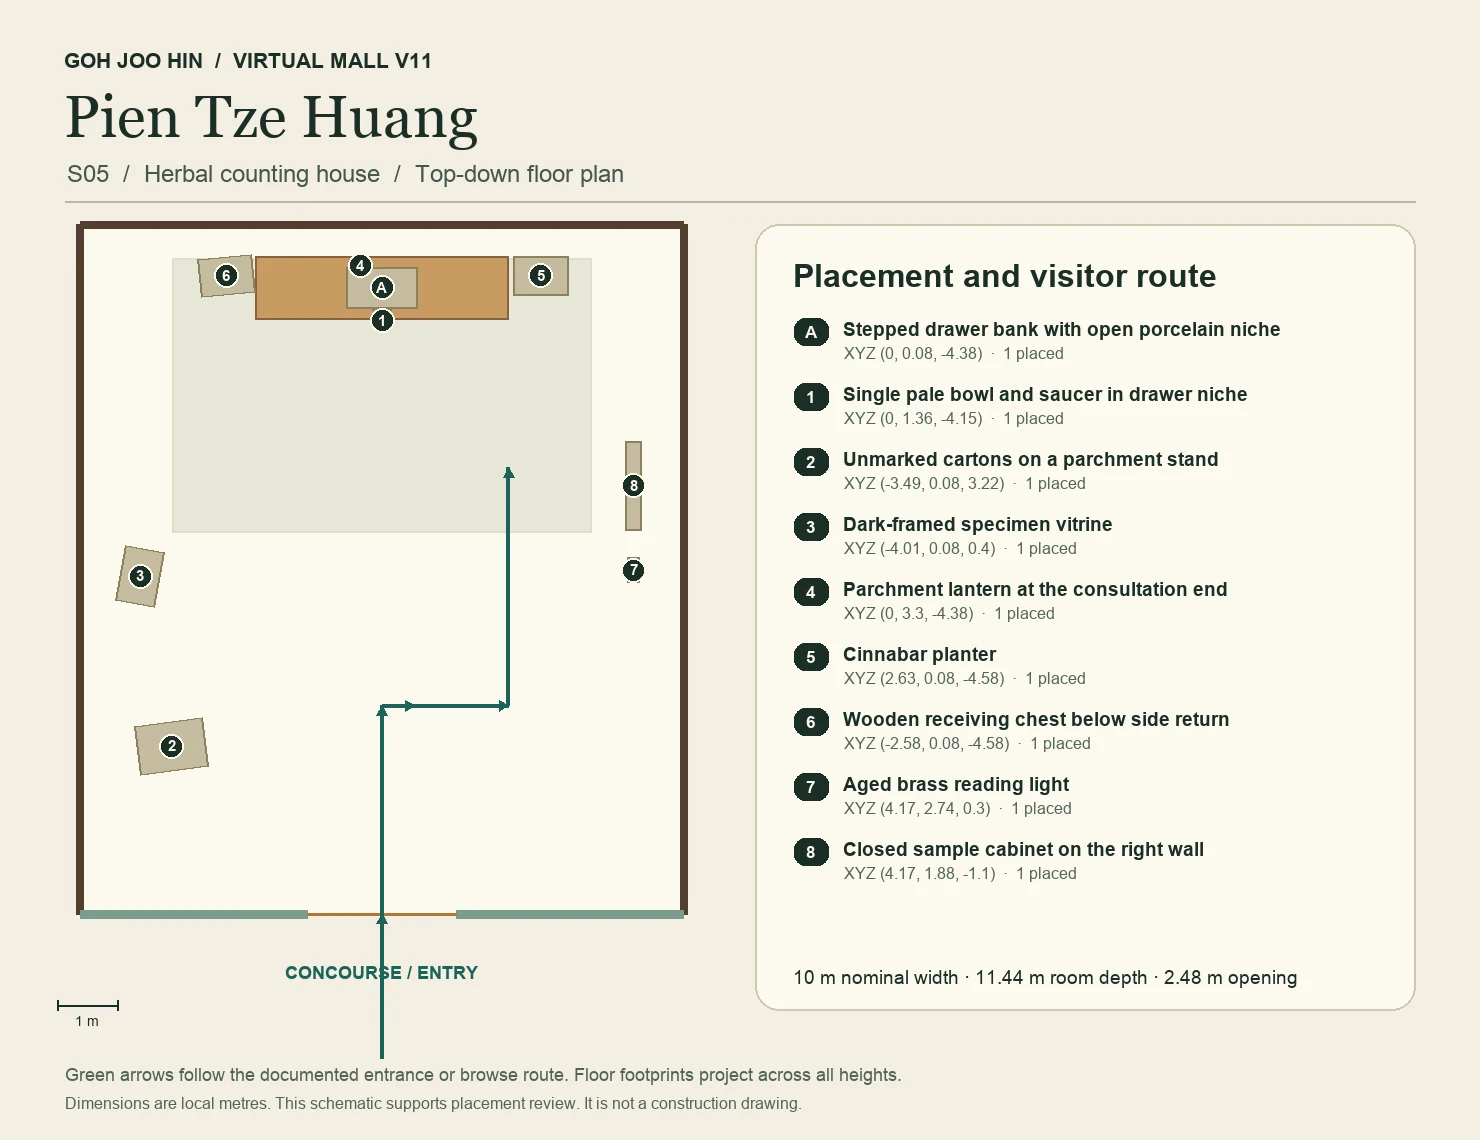 GOH JOO HIN / VIRTUAL MALL V11
Pien Tze Huang
S05 / Herbal counting house / Top-down floor plan
6
4
A
5
1
8
7
3
2
CONCOURSE / ENTRY
1 m
Placement and visitor route
A Stepped drawer bank with open porcelain niche
XYZ (0, 0.08, -4.38) · 1 placed
1 Single pale bowl and saucer in drawer niche
XYZ (0, 1.36, -4.15) · 1 placed
2 Unmarked cartons on a parchment stand
XYZ (-3.49, 0.08, 3.22) · 1 placed
3 Dark-framed specimen vitrine
XYZ (-4.01, 0.08, 0.4) · 1 placed
4 Parchment lantern at the consultation end
XYZ (0, 3.3, -4.38) · 1 placed
5 Cinnabar planter
XYZ (2.63, 0.08, -4.58) · 1 placed
6 Wooden receiving chest below side return
XYZ (-2.58, 0.08, -4.58) · 1 placed
7 Aged brass reading light
XYZ (4.17, 2.74, 0.3) · 1 placed
8 Closed sample cabinet on the right wall
XYZ (4.17, 1.88, -1.1) · 1 placed
10 m nominal width · 11.44 m room depth · 2.48 m opening
Green arrows follow the documented entrance or browse route. Floor footprints project across all heights.
Dimensions are local metres. This schematic supports placement review. It is not a construction drawing.